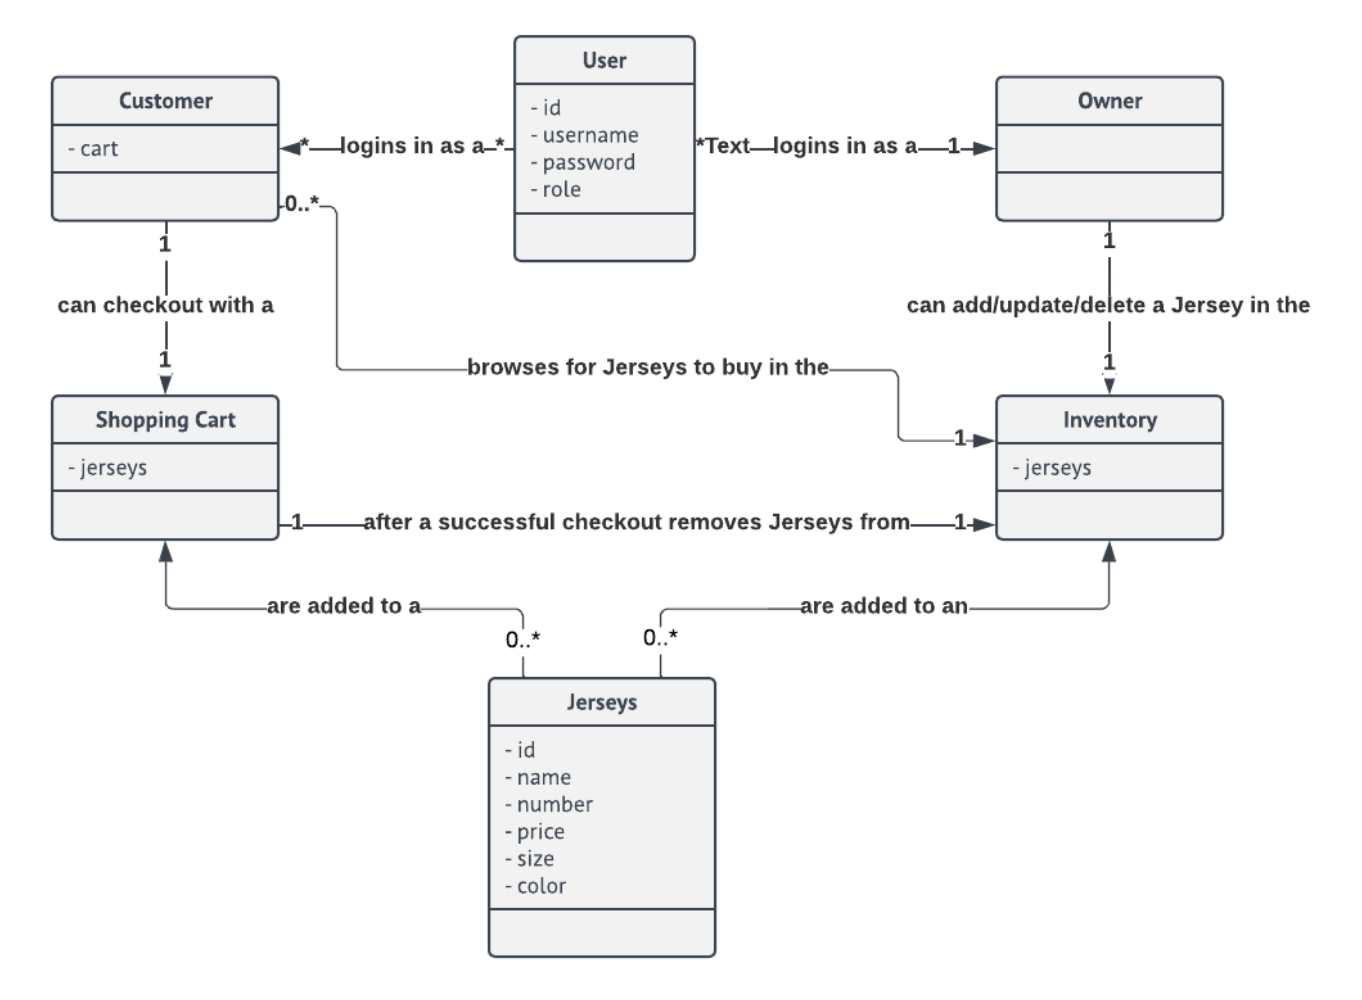 User
- id
- username
- password
- role
Customer
- cart
Owner
* logins in as a *
*Text logins in as a 1
0..*
1
can checkout with a
1
1
can add/update/delete a Jersey in the
1
browses for Jerseys to buy in the
1
Shopping Cart
- jerseys
Inventory
- jerseys
1 after a successful checkout removes Jerseys from 1
are added to a
0..*
are added to an
0..*
Jerseys
- id
- name
- number
- price
- size
- color